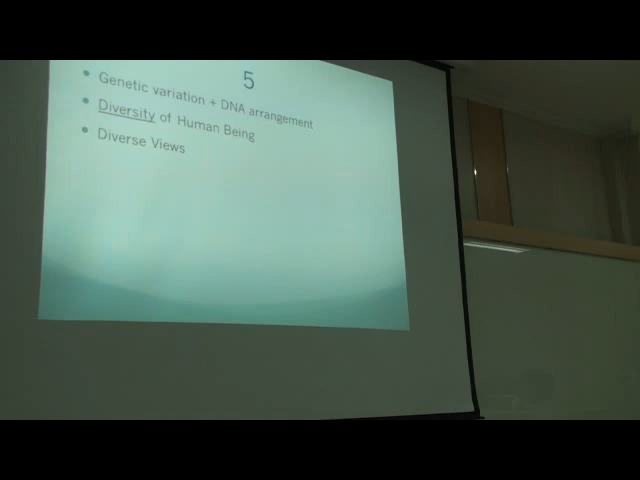 5
• Genetic variation + DNA arrangement
• Diversity of Human Being
• Diverse Views